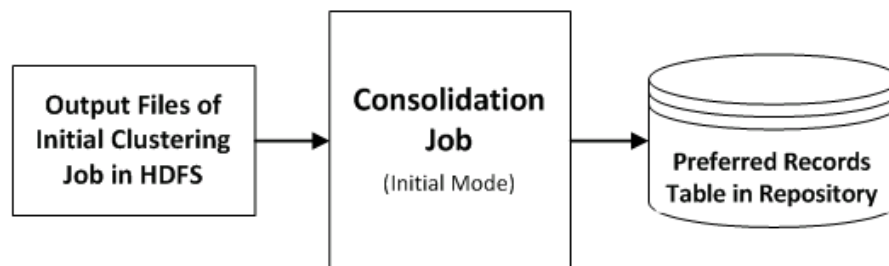 Output Files of
Initial Clustering
Job in HDFS
Consolidation
Job
(Initial Mode)
Preferred Records
Table in Repository